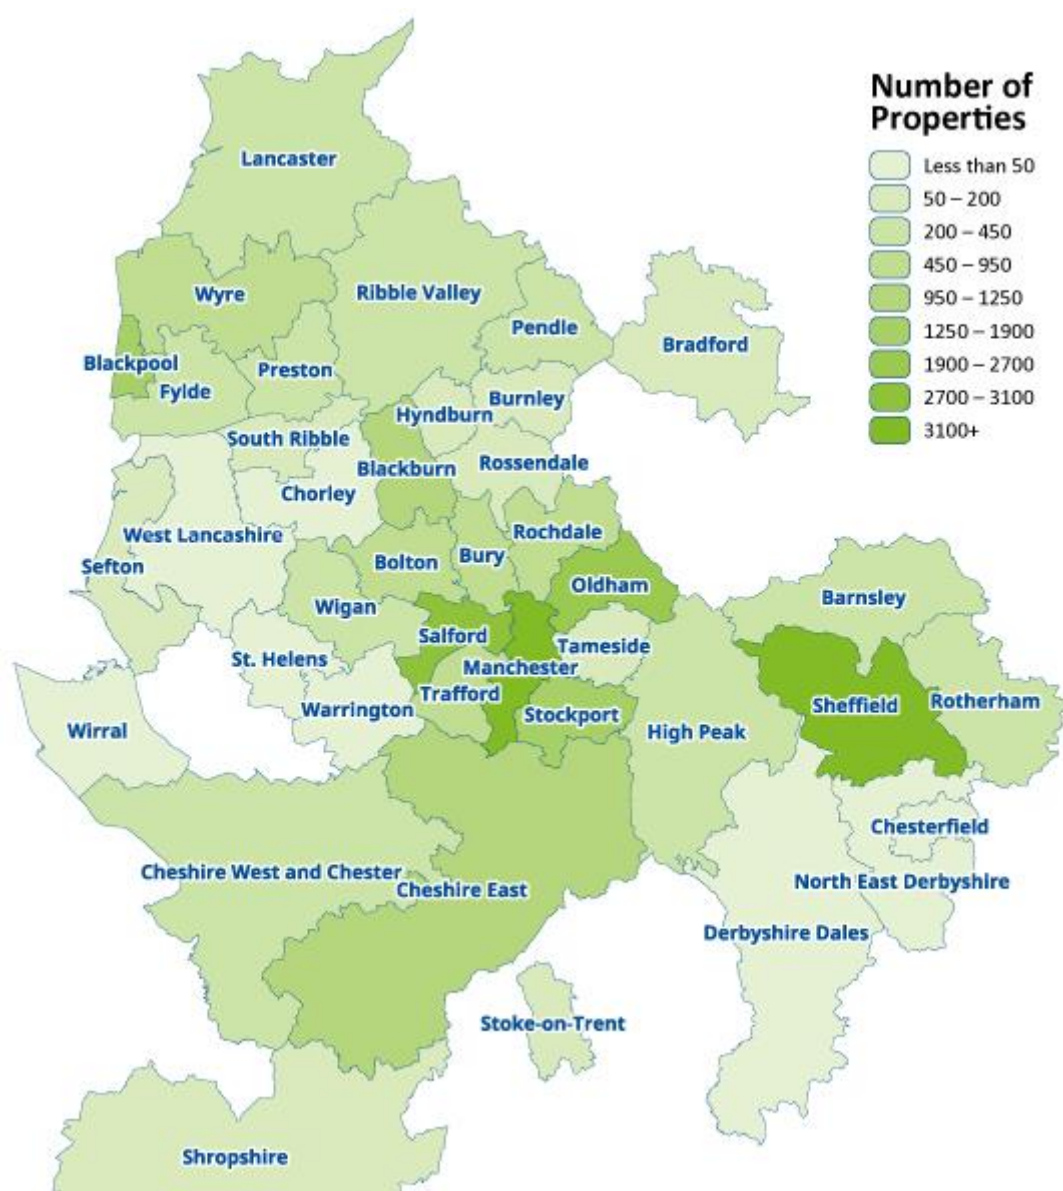 Number of
Properties
Less than 50
50 – 200
200 – 450
450 – 950
950 – 1250
1250 – 1900
1900 – 2700
2700 – 3100
3100+
Lancaster
Wyre
Ribble Valley
Pendle
Bradford
Blackpool
Preston
Fylde
Burnley
Hyndburn
South Ribble
Blackburn
Rossendale
Chorley
West Lancashire
Rochdale
Bury
Bolton
Sefton
Oldham
Barnsley
Wigan
Salford
Tameside
St. Helens
Manchester
Trafford
Sheffield
Rotherham
Warrington
Stockport
Wirral
High Peak
Chesterfield
Cheshire West and Chester
North East Derbyshire
Cheshire East
Derbyshire Dales
Stoke-on-Trent
Shropshire